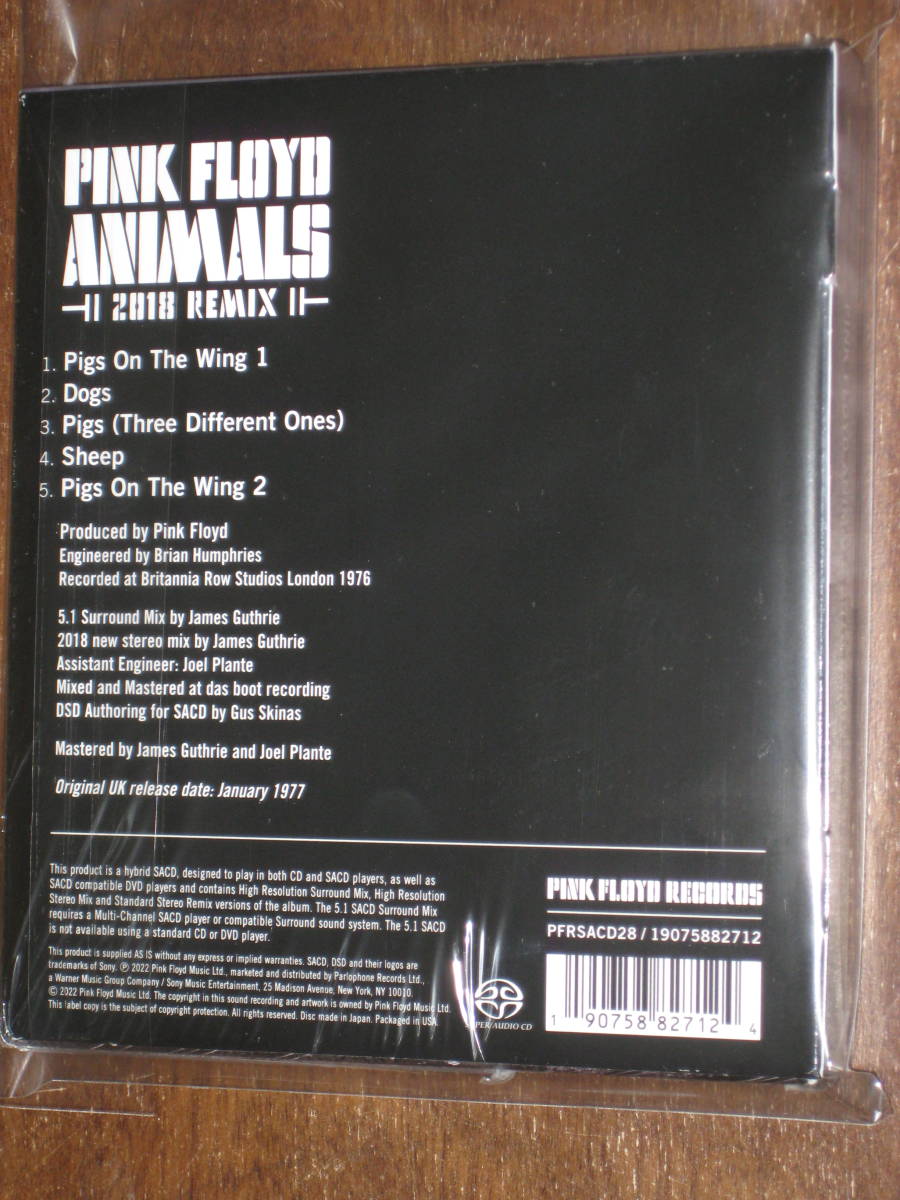 PINK FLOYD
ANIMALS
2018 REMIX
1. Pigs On The Wing 1
2. Dogs
3. Pigs (Three Different Ones)
4. Sheep
5. Pigs On The Wing 2
Produced by Pink Floyd
Engineered by Brian Humphries
Recorded at Britannia Row Studios London 1976
5.1 Surround Mix by James Guthrie
2018 new stereo mix by James Guthrie
Assistant Engineer: Joel Plante
Mixed and Mastered at das boot recording
DSD Authoring for SACD by Gus Skinas
Mastered by James Guthrie and Joel Plante
Original UK release date: January 1977
This product is a hybrid SACD, designed to play in both CD and SACD players, as well as
SACD compatible DVD players and contains High Resolution Surround Mix, High Resolution
Stereo Mix and Standard Stereo Remix versions of the album. The 5.1 SACD Surround Mix
requires a Multi-Channel SACD player or compatible Surround sound system. The 5.1 SACD
is not available using a standard CD or DVD player.
This product is supplied AS IS without any express or implied warranties. SACD, DSD and their logos are
trademarks of Sony. ℗ 2022 Pink Floyd Music Ltd., marketed and distributed by Parlophone Records Ltd.,
a Warner Music Group Company / Sony Music Entertainment, 25 Madison Avenue, New York, NY 10010.
© 2022 Pink Floyd Music Ltd. The copyright in this sound recording and artwork is owned by Pink Floyd Music Ltd.
This label copy is the subject of copyright protection. All rights reserved. Disc made in Japan. Packaged in USA.
SUPER AUDIO CD
PINK FLOYD RECORDS
PFRSACD28 / 19075882712
1 90758 82712 4